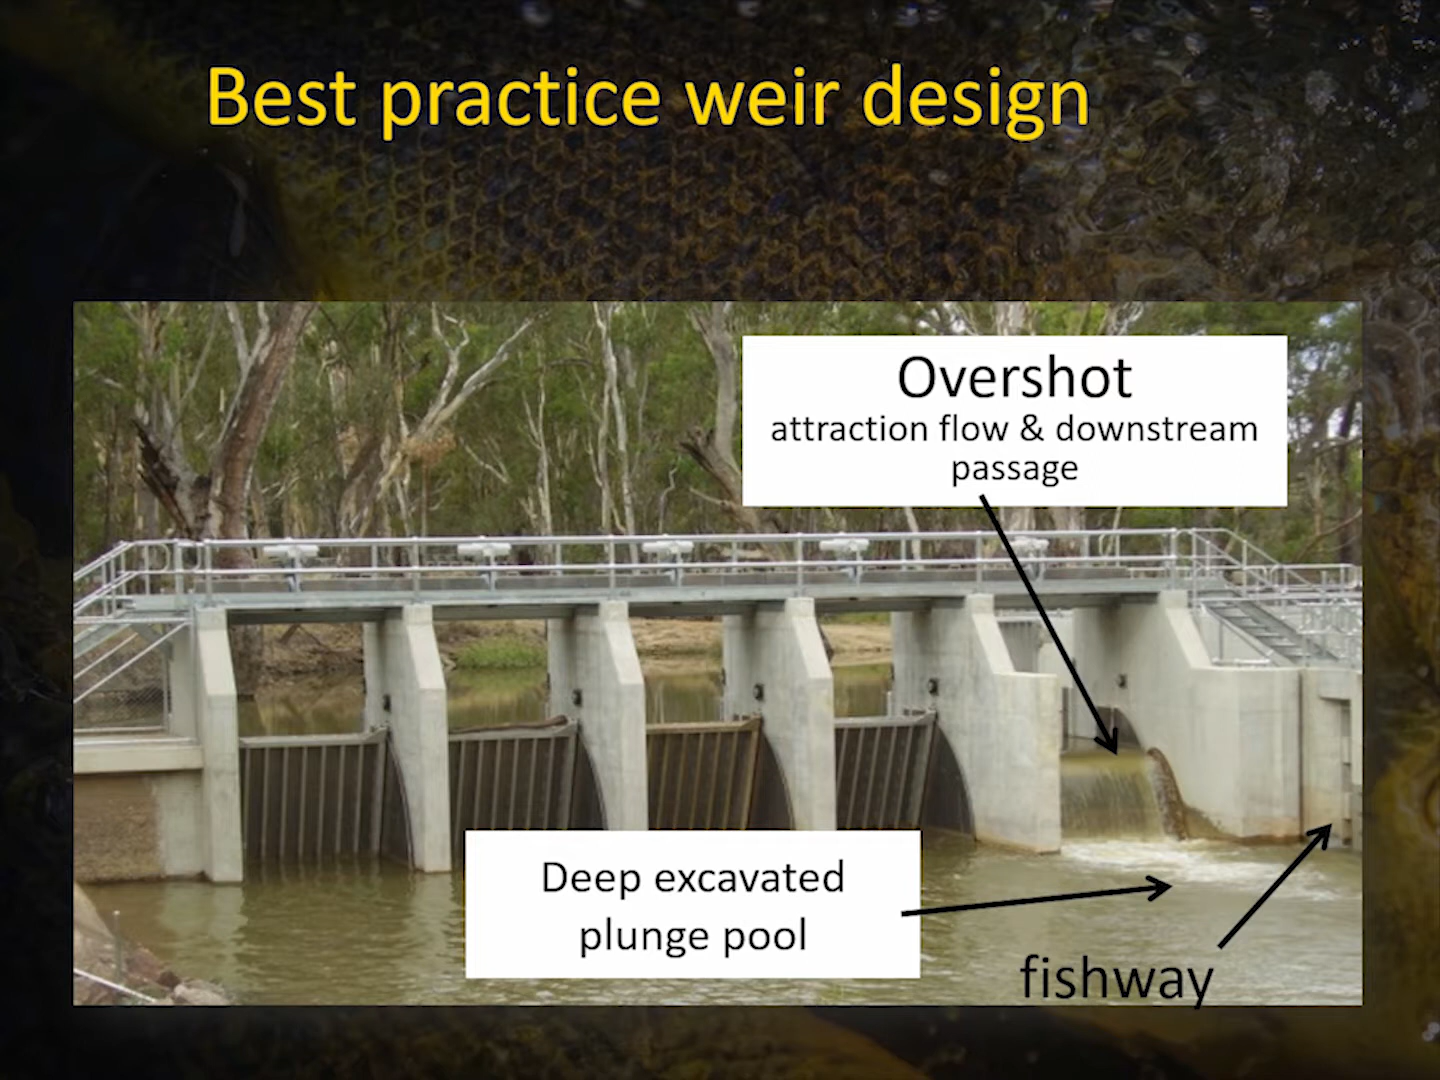 Best practice weir design
Overshot
attraction flow & downstream
passage
Deep excavated
plunge pool
fishway